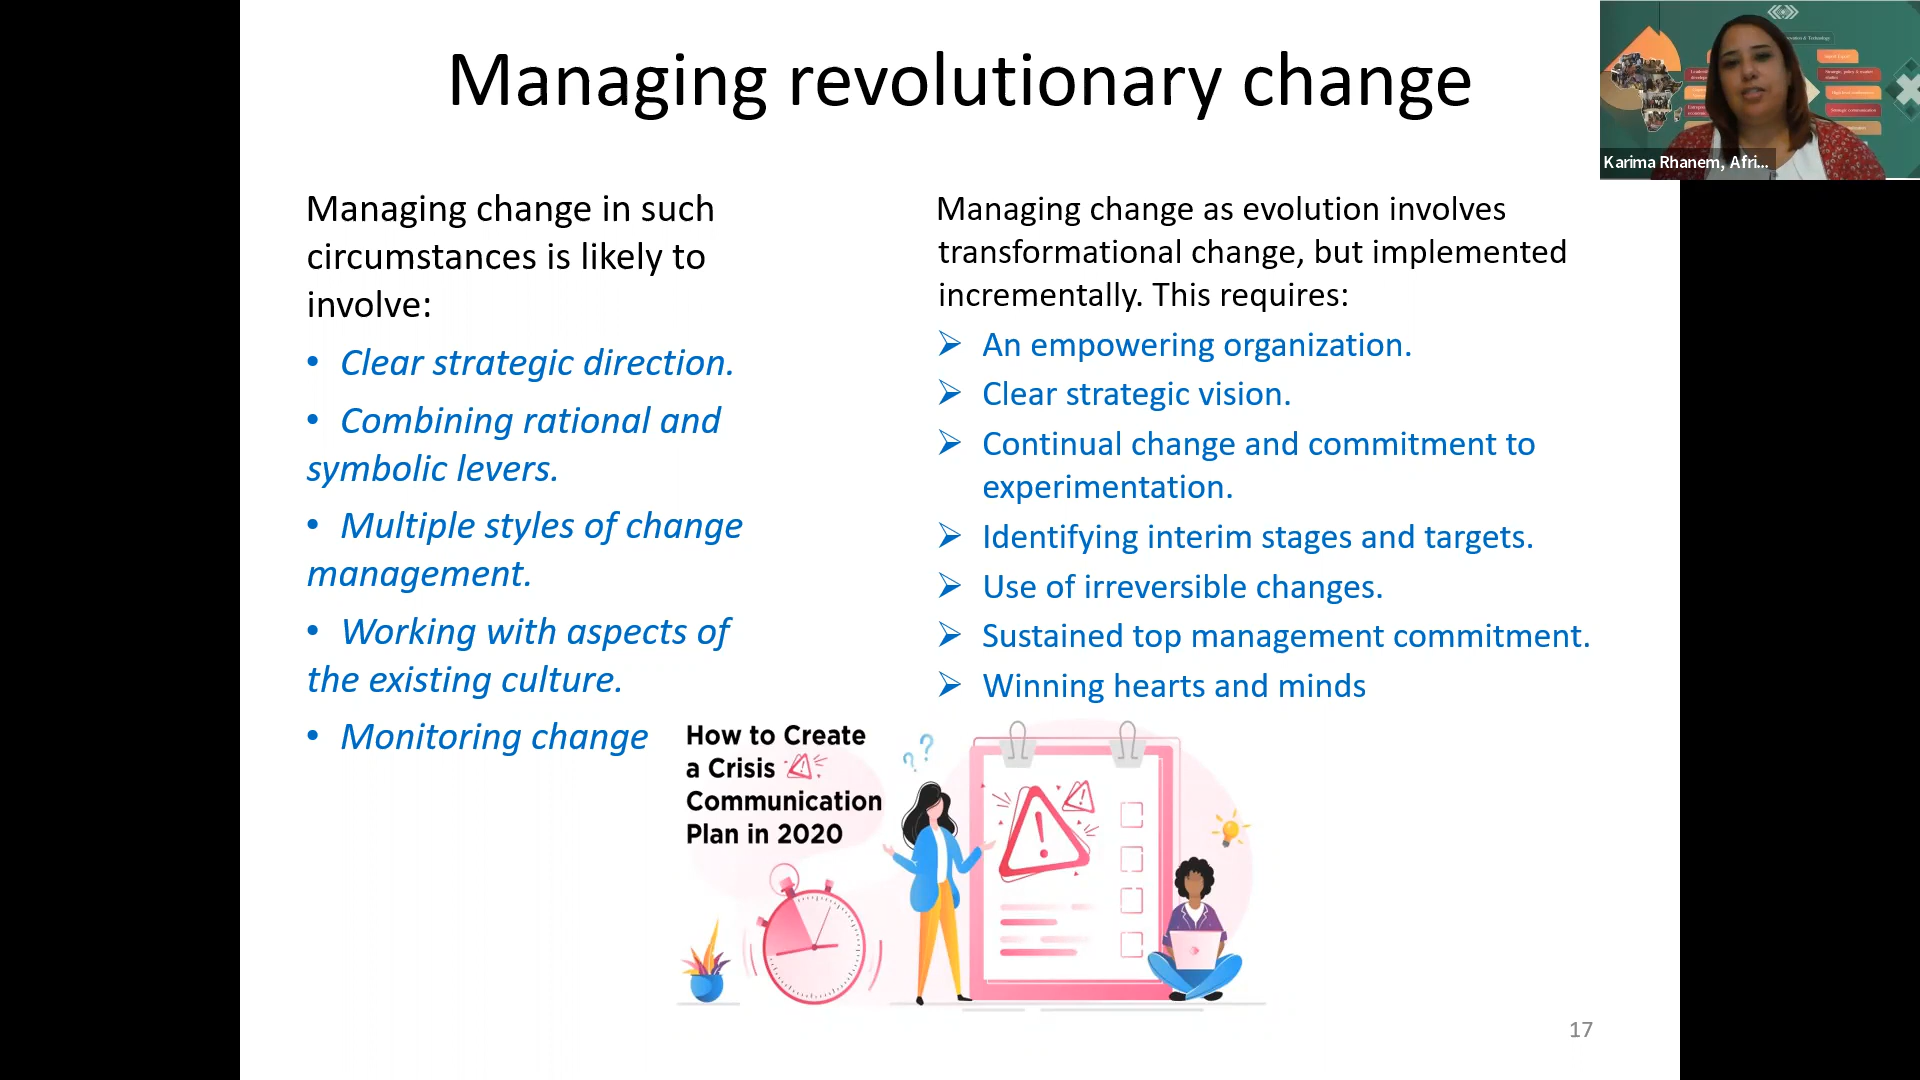 Managing revolutionary change
Managing change in such
circumstances is likely to
involve:
• Clear strategic direction.
• Combining rational and
symbolic levers.
• Multiple styles of change
management.
• Working with aspects of
the existing culture.
• Monitoring change
Managing change as evolution involves
transformational change, but implemented
incrementally. This requires:
➢ An empowering organization.
➢ Clear strategic vision.
➢ Continual change and commitment to
experimentation.
➢ Identifying interim stages and targets.
➢ Use of irreversible changes.
➢ Sustained top management commitment.
➢ Winning hearts and minds
How to Create
a Crisis
Communication
Plan in 2020
17
Karima Rhanem, Afri...